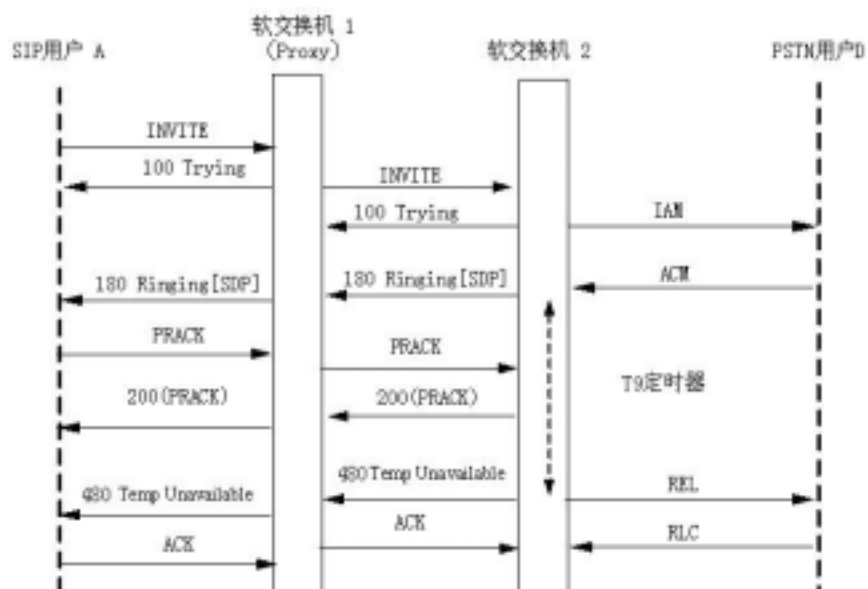 软交换机 1
SIP用户 A
(Proxy)
软交换机 2
PSTN用户D
INVITE
100 Trying
INVITE
100 Trying
IAM
180 Ringing[SDP]
180 Ringing[SDP]
ACM
PRACK
PRACK
T9定时器
200(PRACK)
200(PRACK)
480 Temp Unavailable
480 Temp Unavailable
REL
ACK
ACK
RLC